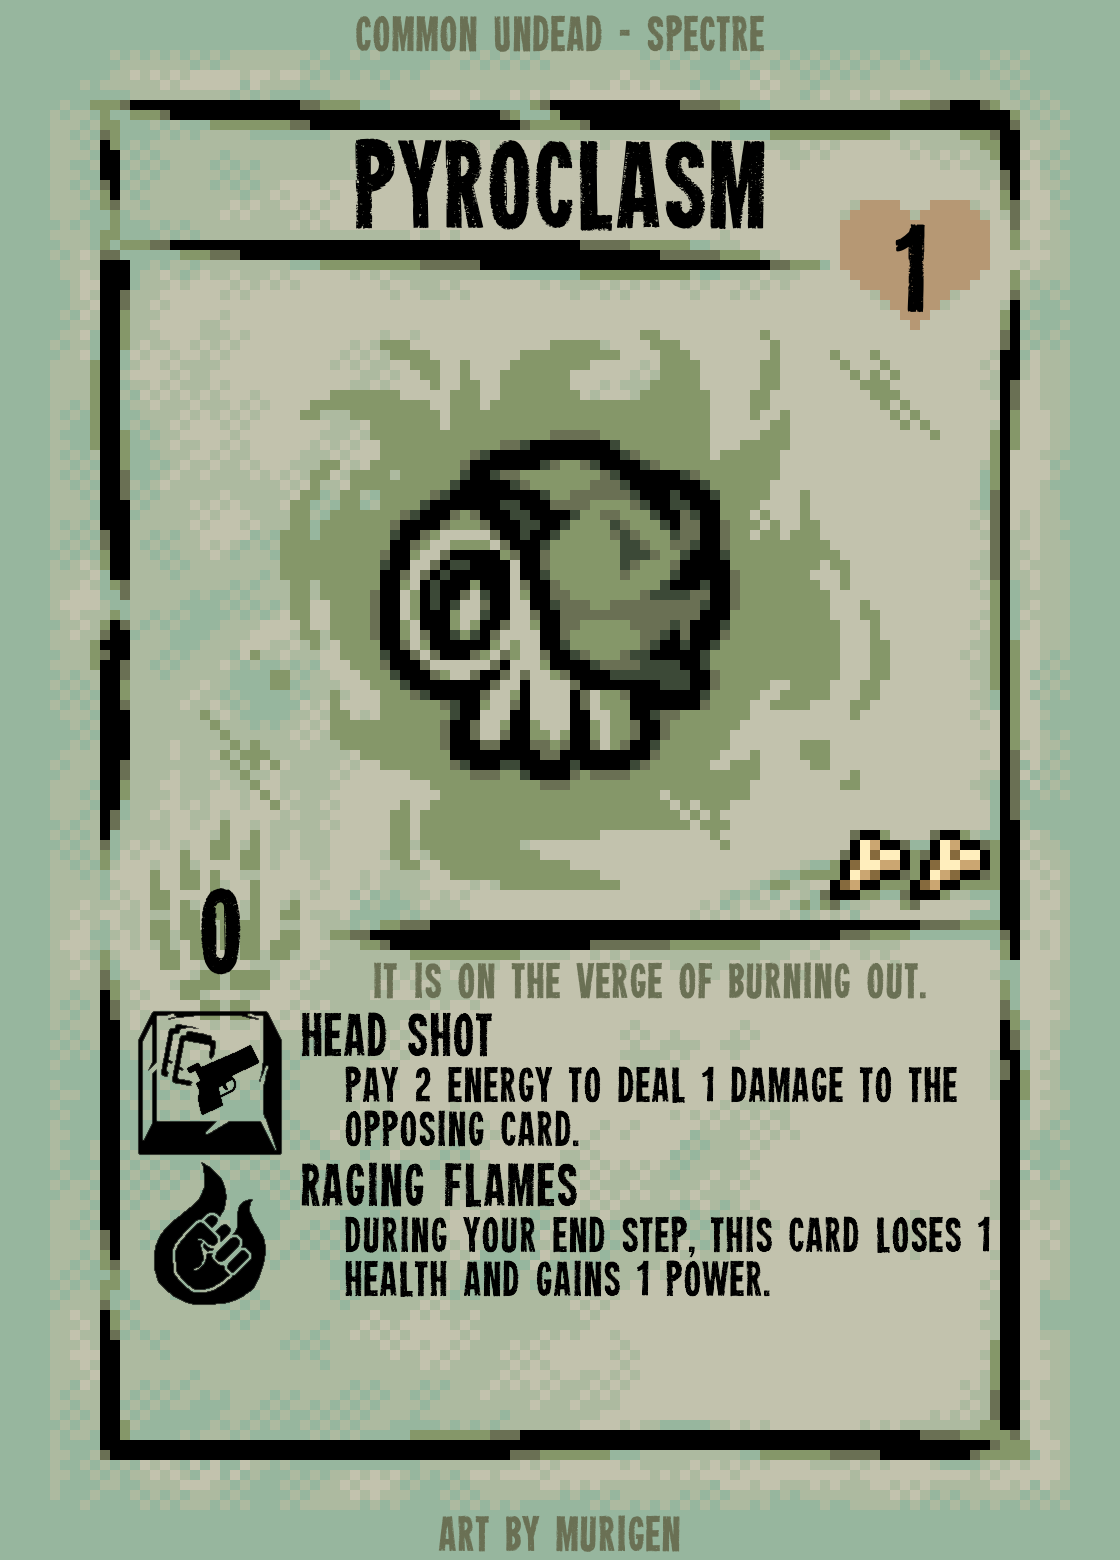 COMMON UNDEAD - SPECTRE
PYROCLASM
1
0
IT IS ON THE VERGE OF BURNING OUT.
HEAD SHOT
PAY 2 ENERGY TO DEAL 1 DAMAGE TO THE
OPPOSING CARD.
RAGING FLAMES
DURING YOUR END STEP, THIS CARD LOSES 1
HEALTH AND GAINS 1 POWER.
ART BY MURIGEN